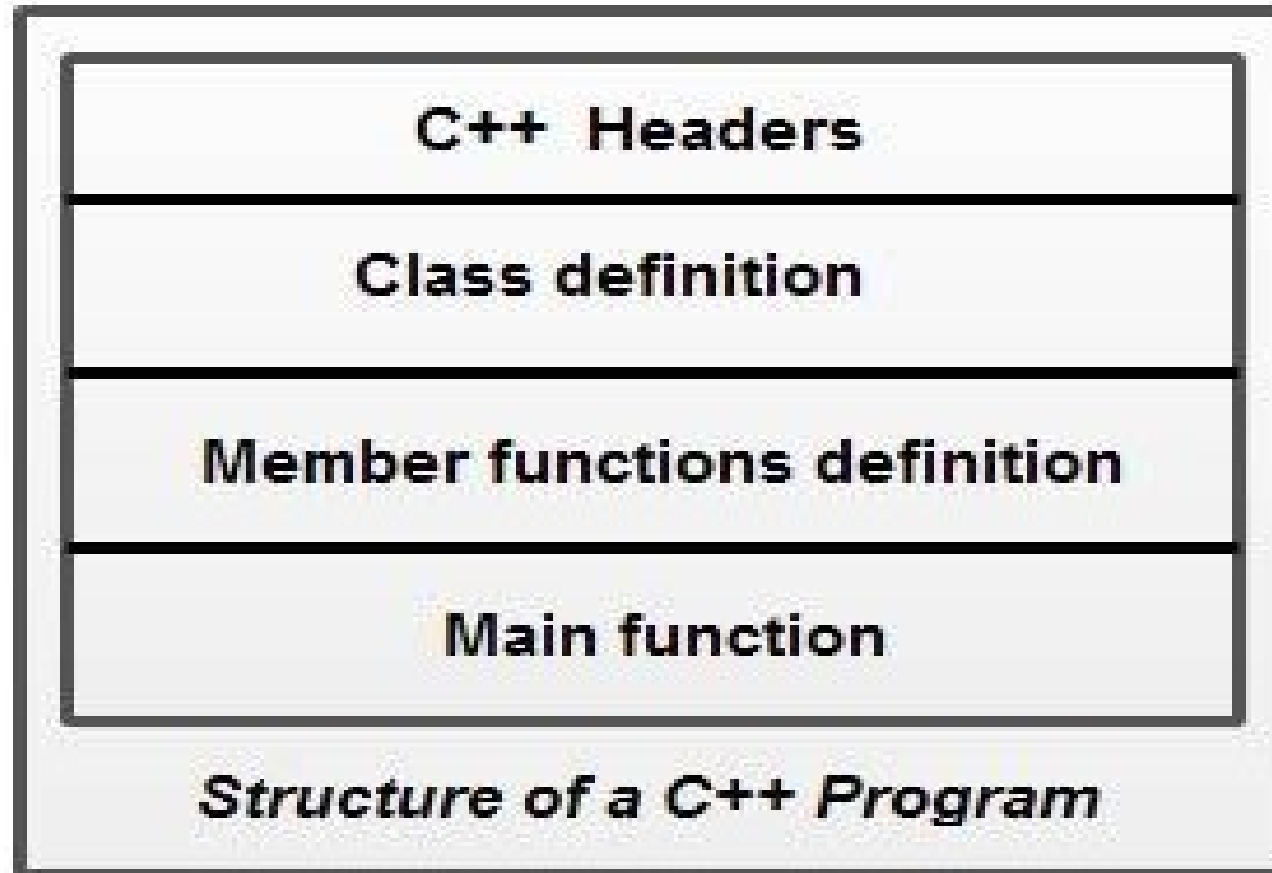 C++ Headers
Class definition
Member functions definition
Main function
Structure of a C++ Program